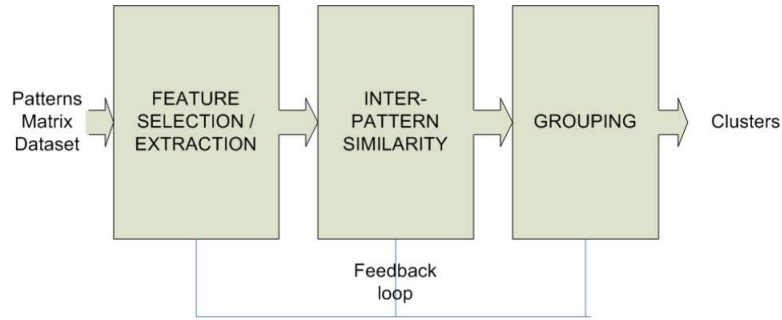 Patterns
Matrix
Dataset
FEATURE
SELECTION /
EXTRACTION
INTER-
PATTERN
SIMILARITY
GROUPING
Clusters
Feedback
loop